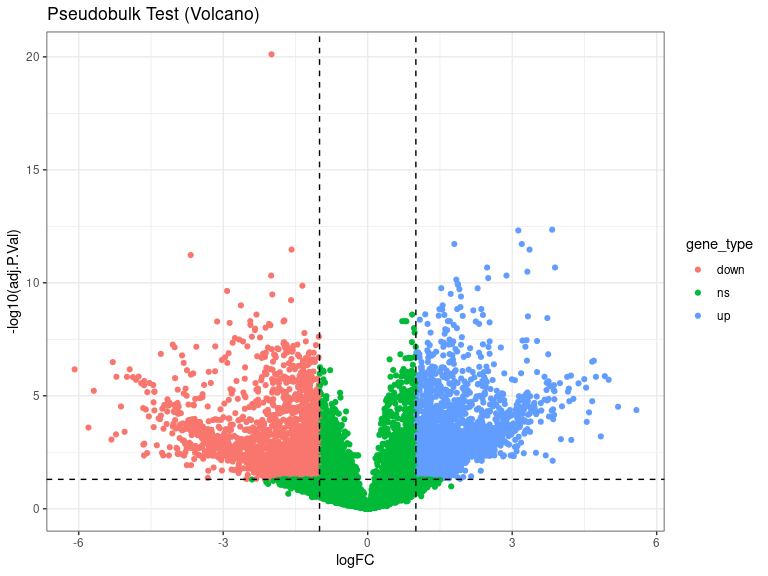 Pseudobulk Test (Volcano)
20
15
10
5
0
-log10(adj.P.Val)
-6
-3
0
3
6
logFC
gene_type
down
ns
up